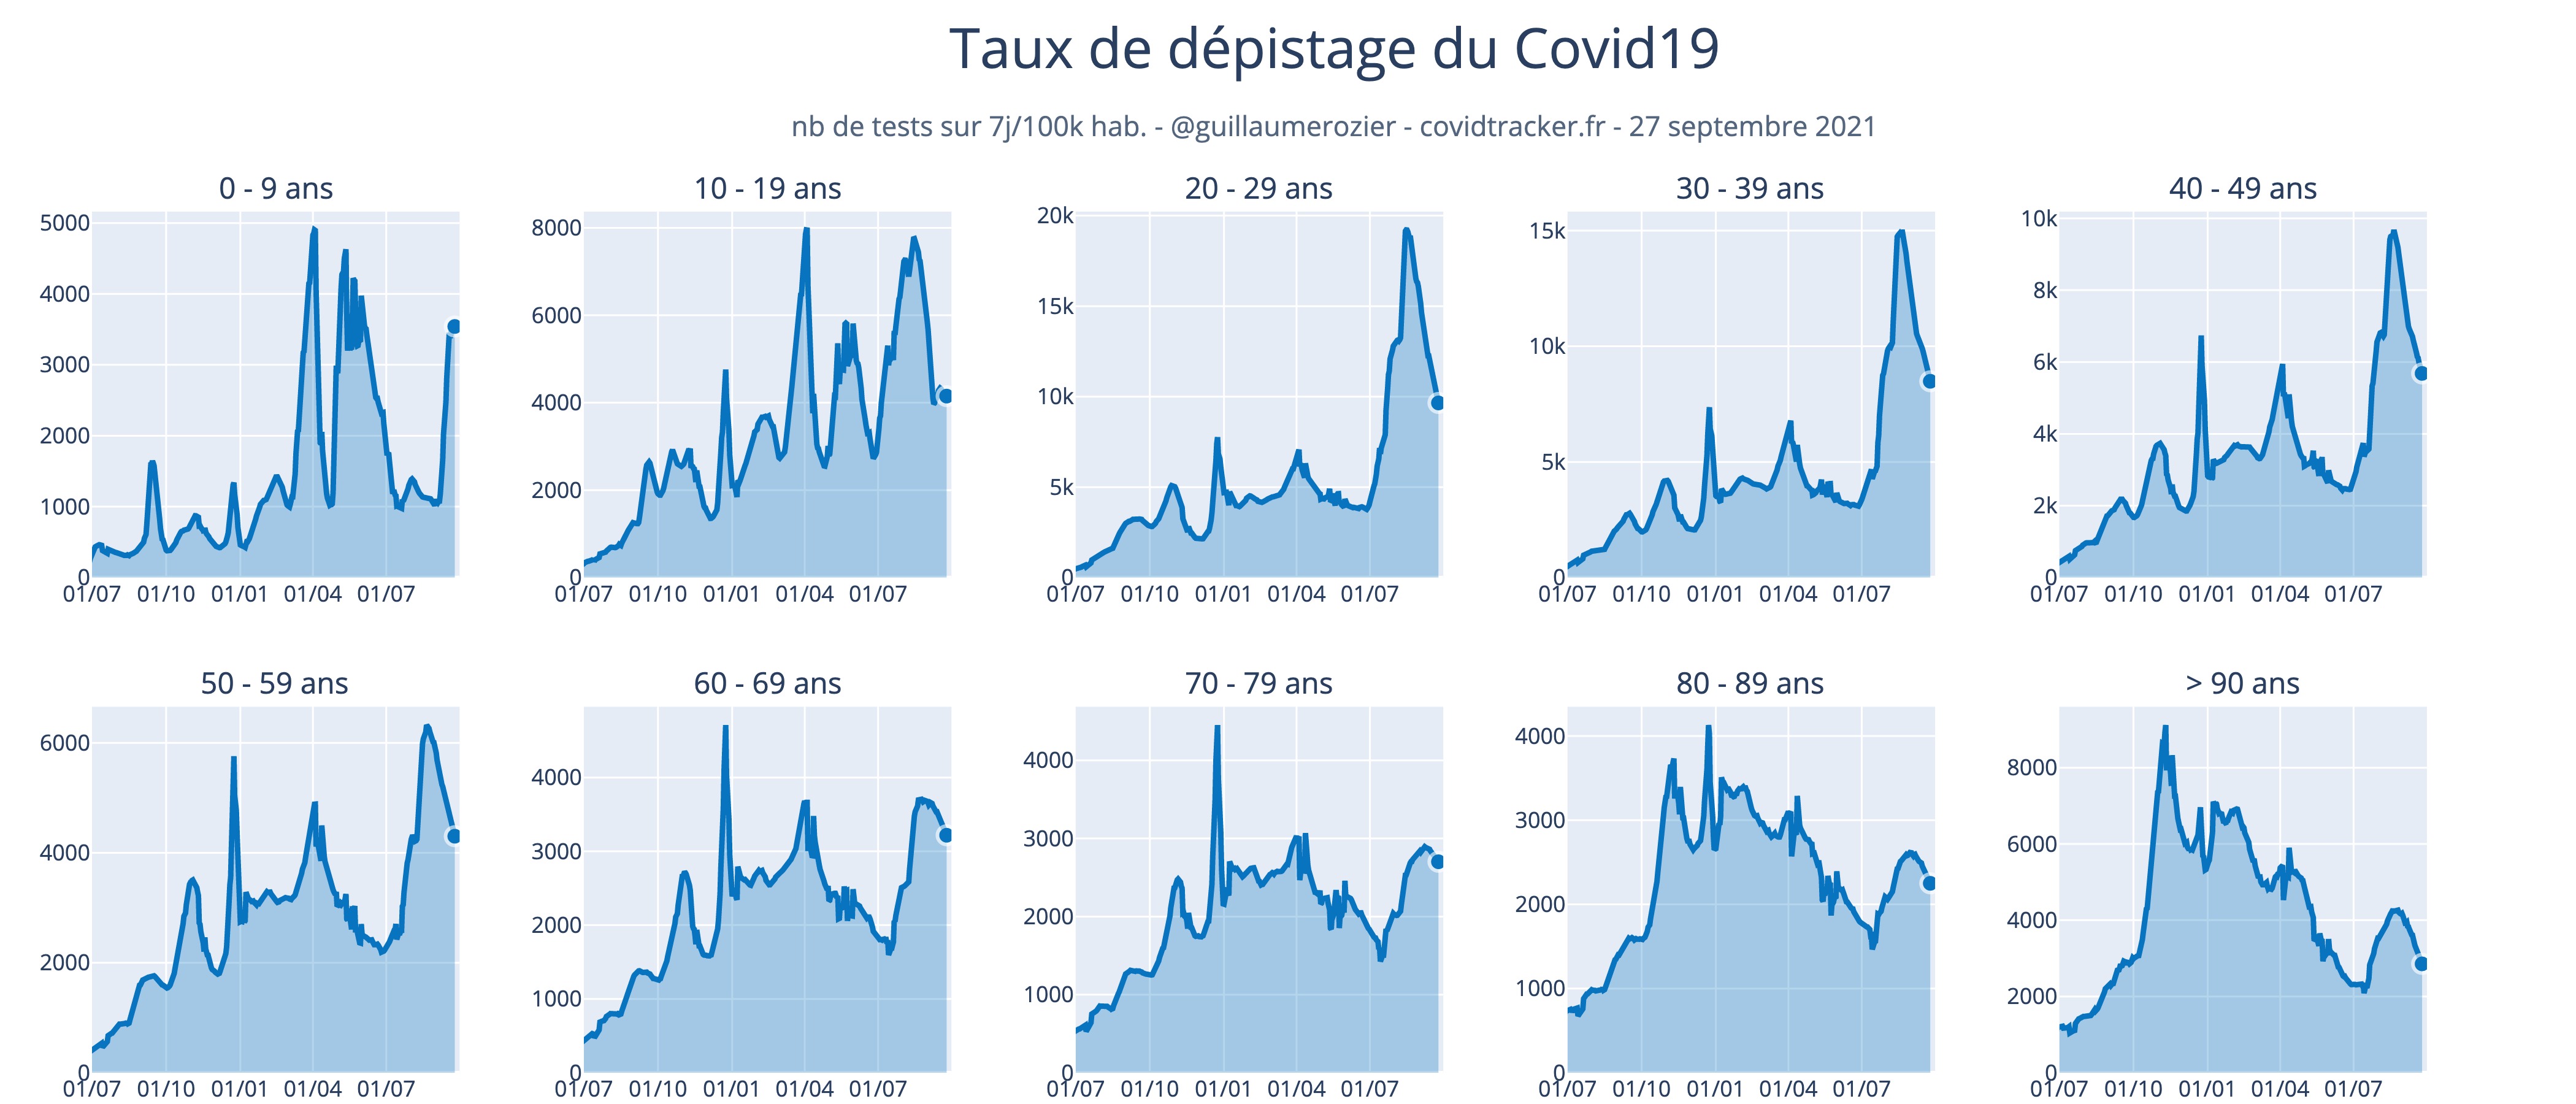 Taux de dépistage du Covid19
nb de tests sur 7j/100k hab. - @guillaumerozier - covidtracker.fr - 27 septembre 2021
0 - 9 ans
5000
4000
3000
2000
1000
0
01/07 01/10 01/01 01/04 01/07
10 - 19 ans
8000
6000
4000
2000
0
01/07 01/10 01/01 01/04 01/07
20 - 29 ans
20k
15k
10k
5k
0
01/07 01/10 01/01 01/04 01/07
30 - 39 ans
15k
10k
5k
0
01/07 01/10 01/01 01/04 01/07
40 - 49 ans
10k
8k
6k
4k
2k
0
01/07 01/10 01/01 01/04 01/07
50 - 59 ans
6000
4000
2000
0
01/07 01/10 01/01 01/04 01/07
60 - 69 ans
4000
3000
2000
1000
0
01/07 01/10 01/01 01/04 01/07
70 - 79 ans
4000
3000
2000
1000
0
01/07 01/10 01/01 01/04 01/07
80 - 89 ans
4000
3000
2000
1000
0
01/07 01/10 01/01 01/04 01/07
> 90 ans
8000
6000
4000
2000
0
01/07 01/10 01/01 01/04 01/07